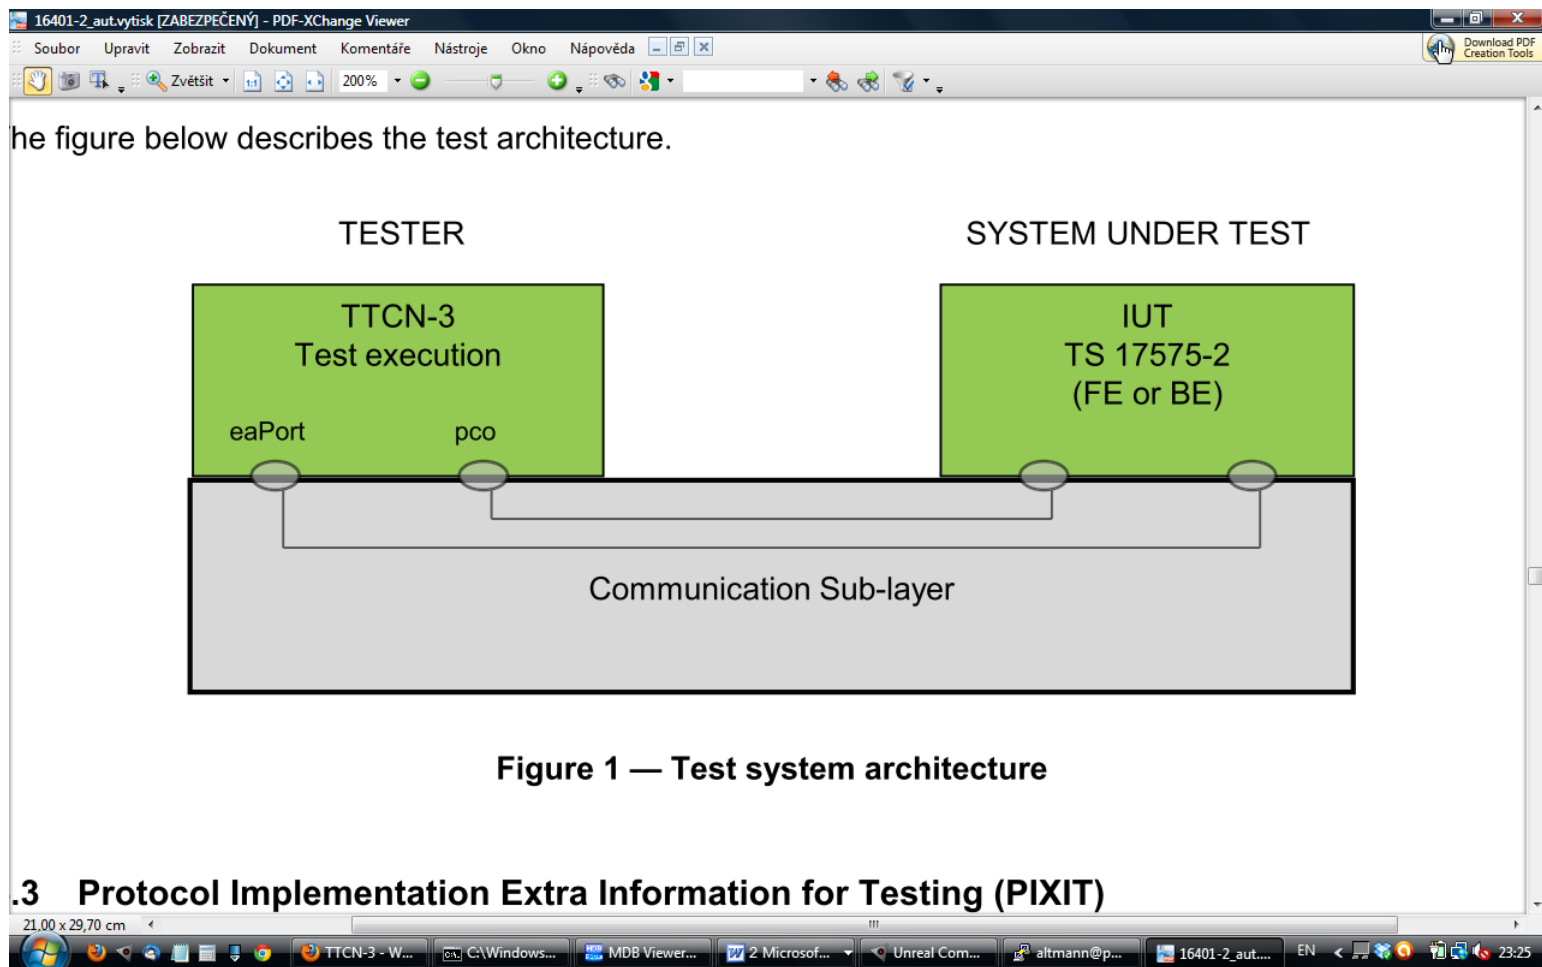 16401-2_aut.vytisk [ZABEZPEČENÝ] - PDF-XChange Viewer
Soubor Upravit Zobrazit Dokument Komentáře Nástroje Okno Nápověda
Download PDF
Creation Tools
Zvětšit 1:1 200%
he figure below describes the test architecture.
TESTER SYSTEM UNDER TEST
TTCN-3
Test execution
eaPort pco
IUT
TS 17575-2
(FE or BE)
Communication Sub-layer
Figure 1 — Test system architecture
.3 Protocol Implementation Extra Information for Testing (PIXIT)
21,00 x 29,70 cm
TTCN-3 - W... C:\Windows... MDB Viewer... 2 Microsof... Unreal Com... altmann@p... 16401-2_aut.... EN 23:25